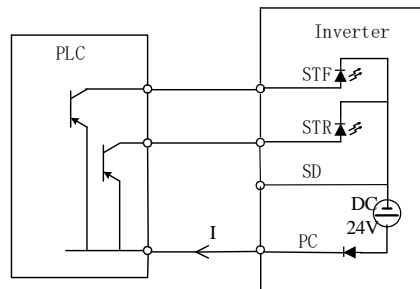 Inverter
PLC
STF
STR
SD
DC
24V
I
PC